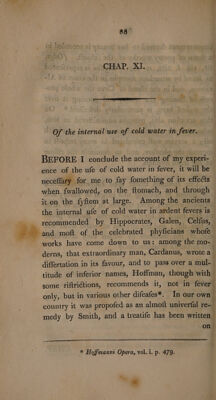 88
CHAP. XI.
Of the internal use of cold water in fever.
BEFORE I conclude the account of my experi-
ence of the uſe of cold water in fever, it will be
neceſſary for me to ſay ſomething of its effects
when ſwallowed, on the ſtomach, and through
it on the ſyſtem at large. Among the ancients
the internal uſe of cold water in ardent fevers is
recommended by Hippocrates, Galen, Celſus,
and moſt of the celebrated phyſicians whoſe
works have come down to us: among the mo-
derns, that extraordinary man, Cardanus, wrote a
diſſertation in its favour, and to paſs over a mul-
titude of inferior names, Hoffman, though with
ſome reſtrictions, recommends it, not in fever
only, but in various other diſeaſes*. In our own
country it was propoſed as an almoſt univerſal re-
medy by Smith, and a treatiſe has been written
on
* Hoffmanni Opera, vol. i. p. 479.